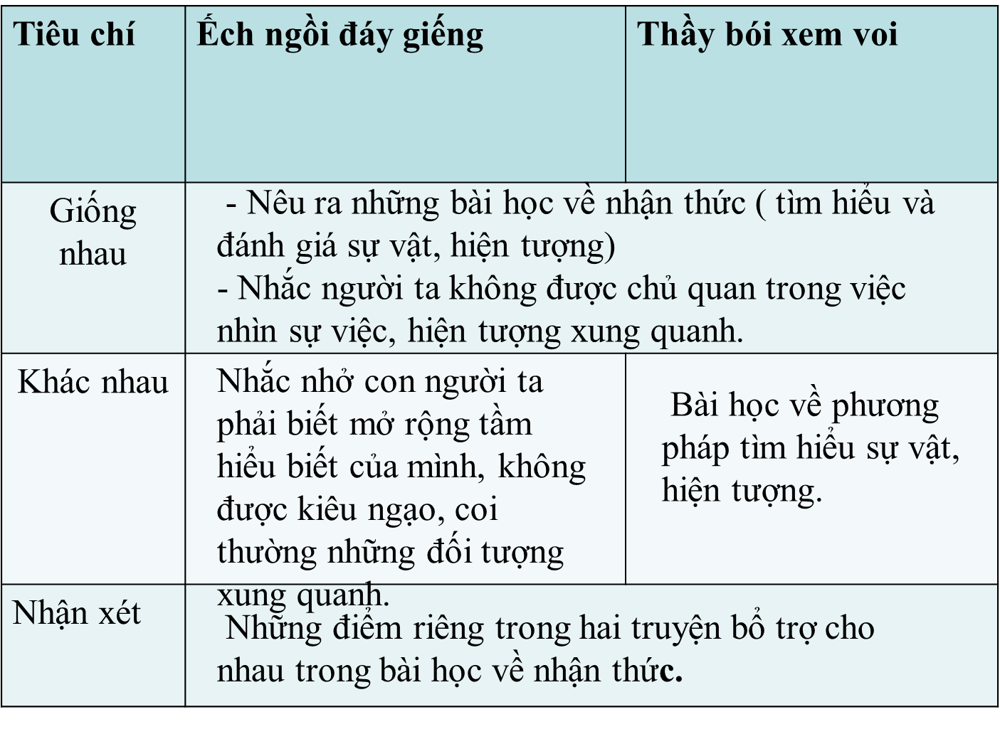 Tiêu chí
Ếch ngồi đáy giếng
Thầy bói xem voi
Giống
nhau
- Nêu ra những bài học về nhận thức ( tìm hiểu và
đánh giá sự vật, hiện tượng)
- Nhắc người ta không được chủ quan trong việc
nhìn sự việc, hiện tượng xung quanh.
Khác nhau
Nhắc nhở con người ta
phải biết mở rộng tầm
hiểu biết của mình, không
được kiêu ngạo, coi
thường những đối tượng
xung quanh.
Bài học về phương
pháp tìm hiểu sự vật,
hiện tượng.
Nhận xét
Những điểm riêng trong hai truyện bổ trợ cho
nhau trong bài học về nhận thức.